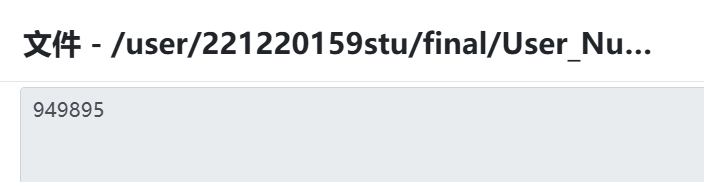 文件 - /user/221220159stu/final/User_Nu...
949895